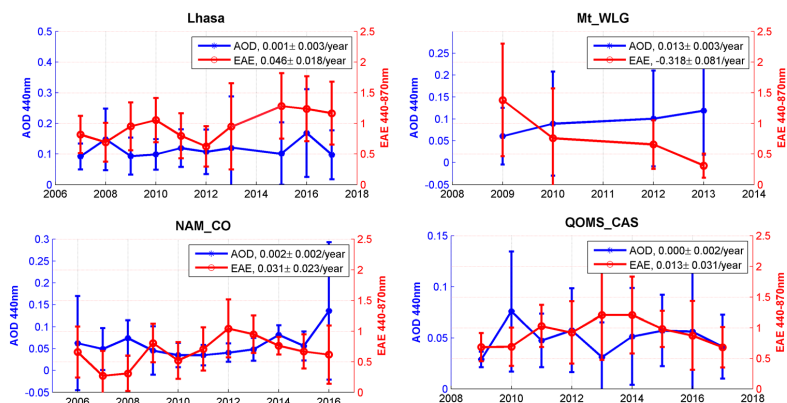 Lhasa
AOD, 0.001± 0.003/year
EAE, 0.046± 0.018/year
AOD 440nm
0.5
0.4
0.3
0.2
0.1
0
2.5
2
1.5
1
0.5
0
EAE 440-870nm
2006 2008 2010 2012 2014 2016 2018
Mt_WLG
AOD, 0.013± 0.003/year
EAE, -0.318± 0.081/year
AOD 440nm
0.25
0.2
0.15
0.1
0.05
0
-0.05
2.5
2
1.5
1
0.5
0
EAE 440-870nm
2008 2009 2010 2011 2012 2013 2014
NAM_CO
AOD, 0.002± 0.002/year
EAE, 0.031± 0.023/year
AOD 440nm
0.3
0.25
0.2
0.15
0.1
0.05
0
-0.05
2.5
2
1.5
1
0.5
0
EAE 440-870nm
2006 2008 2010 2012 2014 2016
QOMS_CAS
AOD, 0.000± 0.002/year
EAE, 0.013± 0.031/year
AOD 440nm
0.15
0.1
0.05
0
2.5
2
1.5
1
0.5
0
EAE 440-870nm
2008 2010 2012 2014 2016 2018